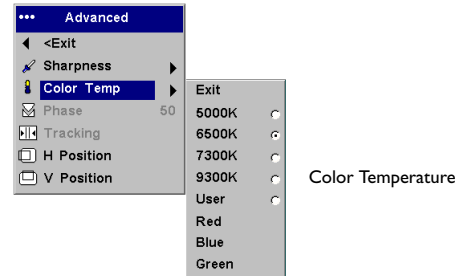 ••• Advanced
<Exit
Sharpness
Color Temp
Phase 50
Tracking
H Position
V Position
Exit
5000K
6500K
7300K
9300K
User
Red
Blue
Green
Color Temperature